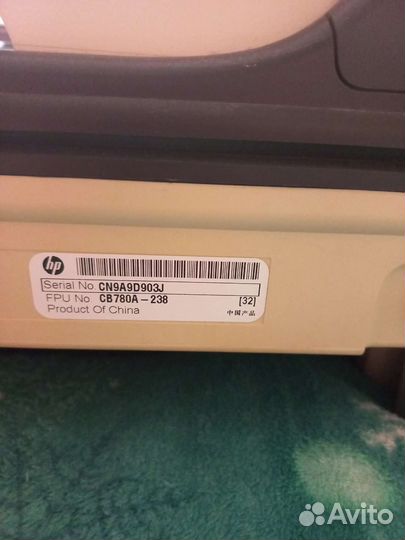 hp
Serial No CN9A9D903J
FPU No CB780A-238 [32]
Product Of China 中国产品
Avito